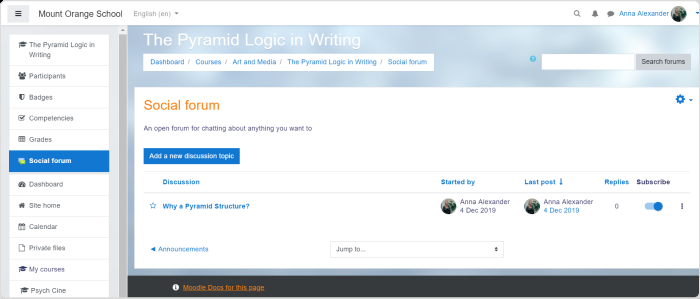 Mount Orange School
English (en)
Anna Alexander
The Pyramid Logic in
Writing
Participants
Badges
Competencies
Grades
Social forum
Dashboard
Site home
Calendar
Private files
My courses
Psych Cine
The Pyramid Logic in Writing
Dashboard / Courses / Art and Media / The Pyramid Logic in Writing / Social forum
Search forums
Social forum
An open forum for chatting about anything you want to
Add a new discussion topic
Discussion Started by Last post ↓ Replies Subscribe
Why a Pyramid Structure? Anna Alexander Anna Alexander 0
4 Dec 2019 4 Dec 2019
◄ Announcements Jump to...
Moodle Docs for this page